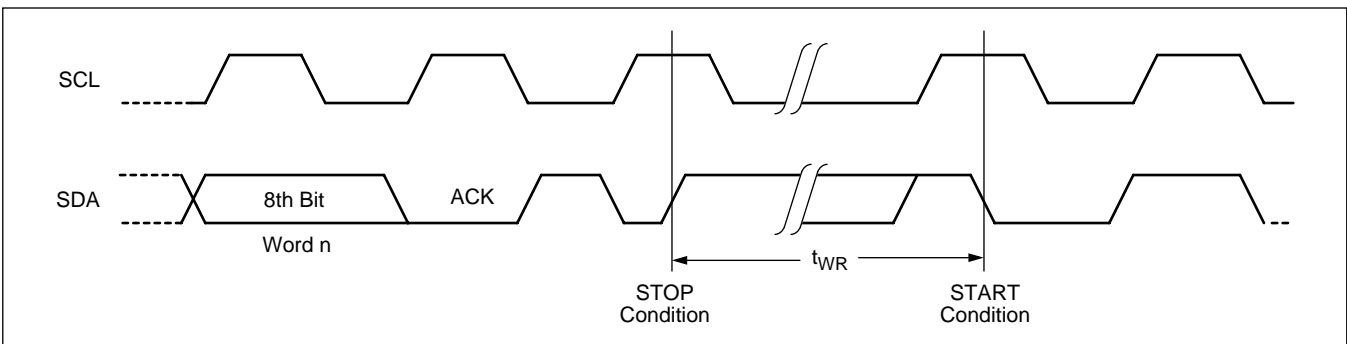 SCL
SDA
8th Bit
ACK
Word n
tWR
STOP
Condition
START
Condition